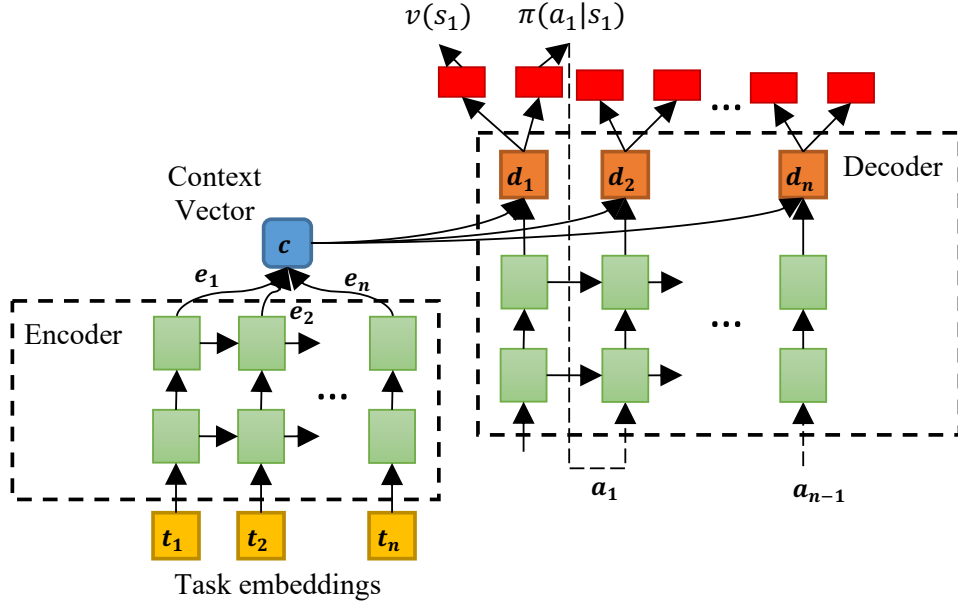 v(s₁) π(a₁|s₁)
...
d₁ d₂ dₙ Decoder
Context
Vector
c
e₁ eₙ
e₂
Encoder
...
...
a₁ aₙ₋₁
t₁ t₂ tₙ
Task embeddings